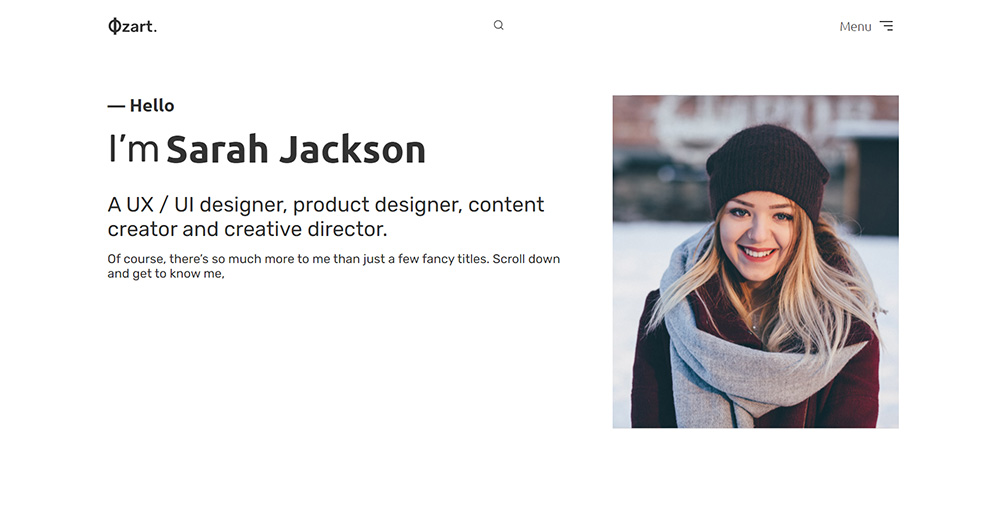 Ozart.
Menu
— Hello
I’m Sarah Jackson
A UX / UI designer, product designer, content
creator and creative director.
Of course, there’s so much more to me than just a few fancy titles. Scroll down
and get to know me,